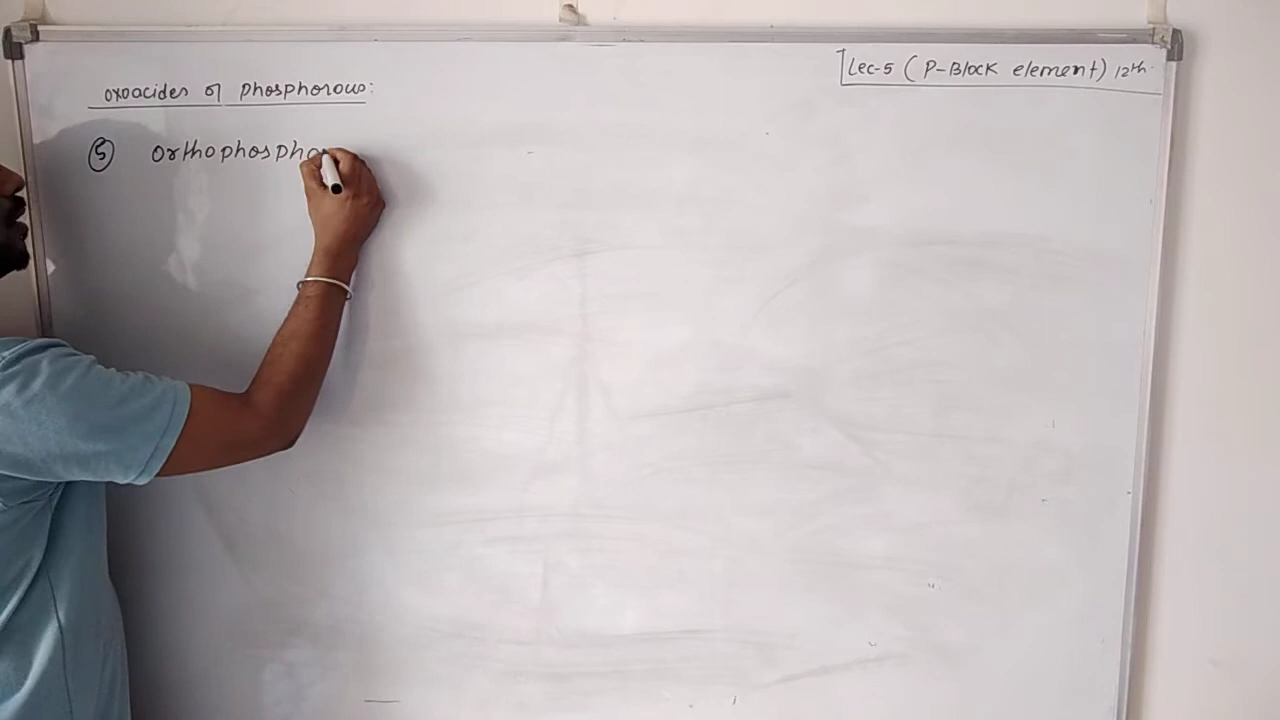 Lec-5 (P-Block element) 12th
oxoacides of phosphorous:
5 orthophospho